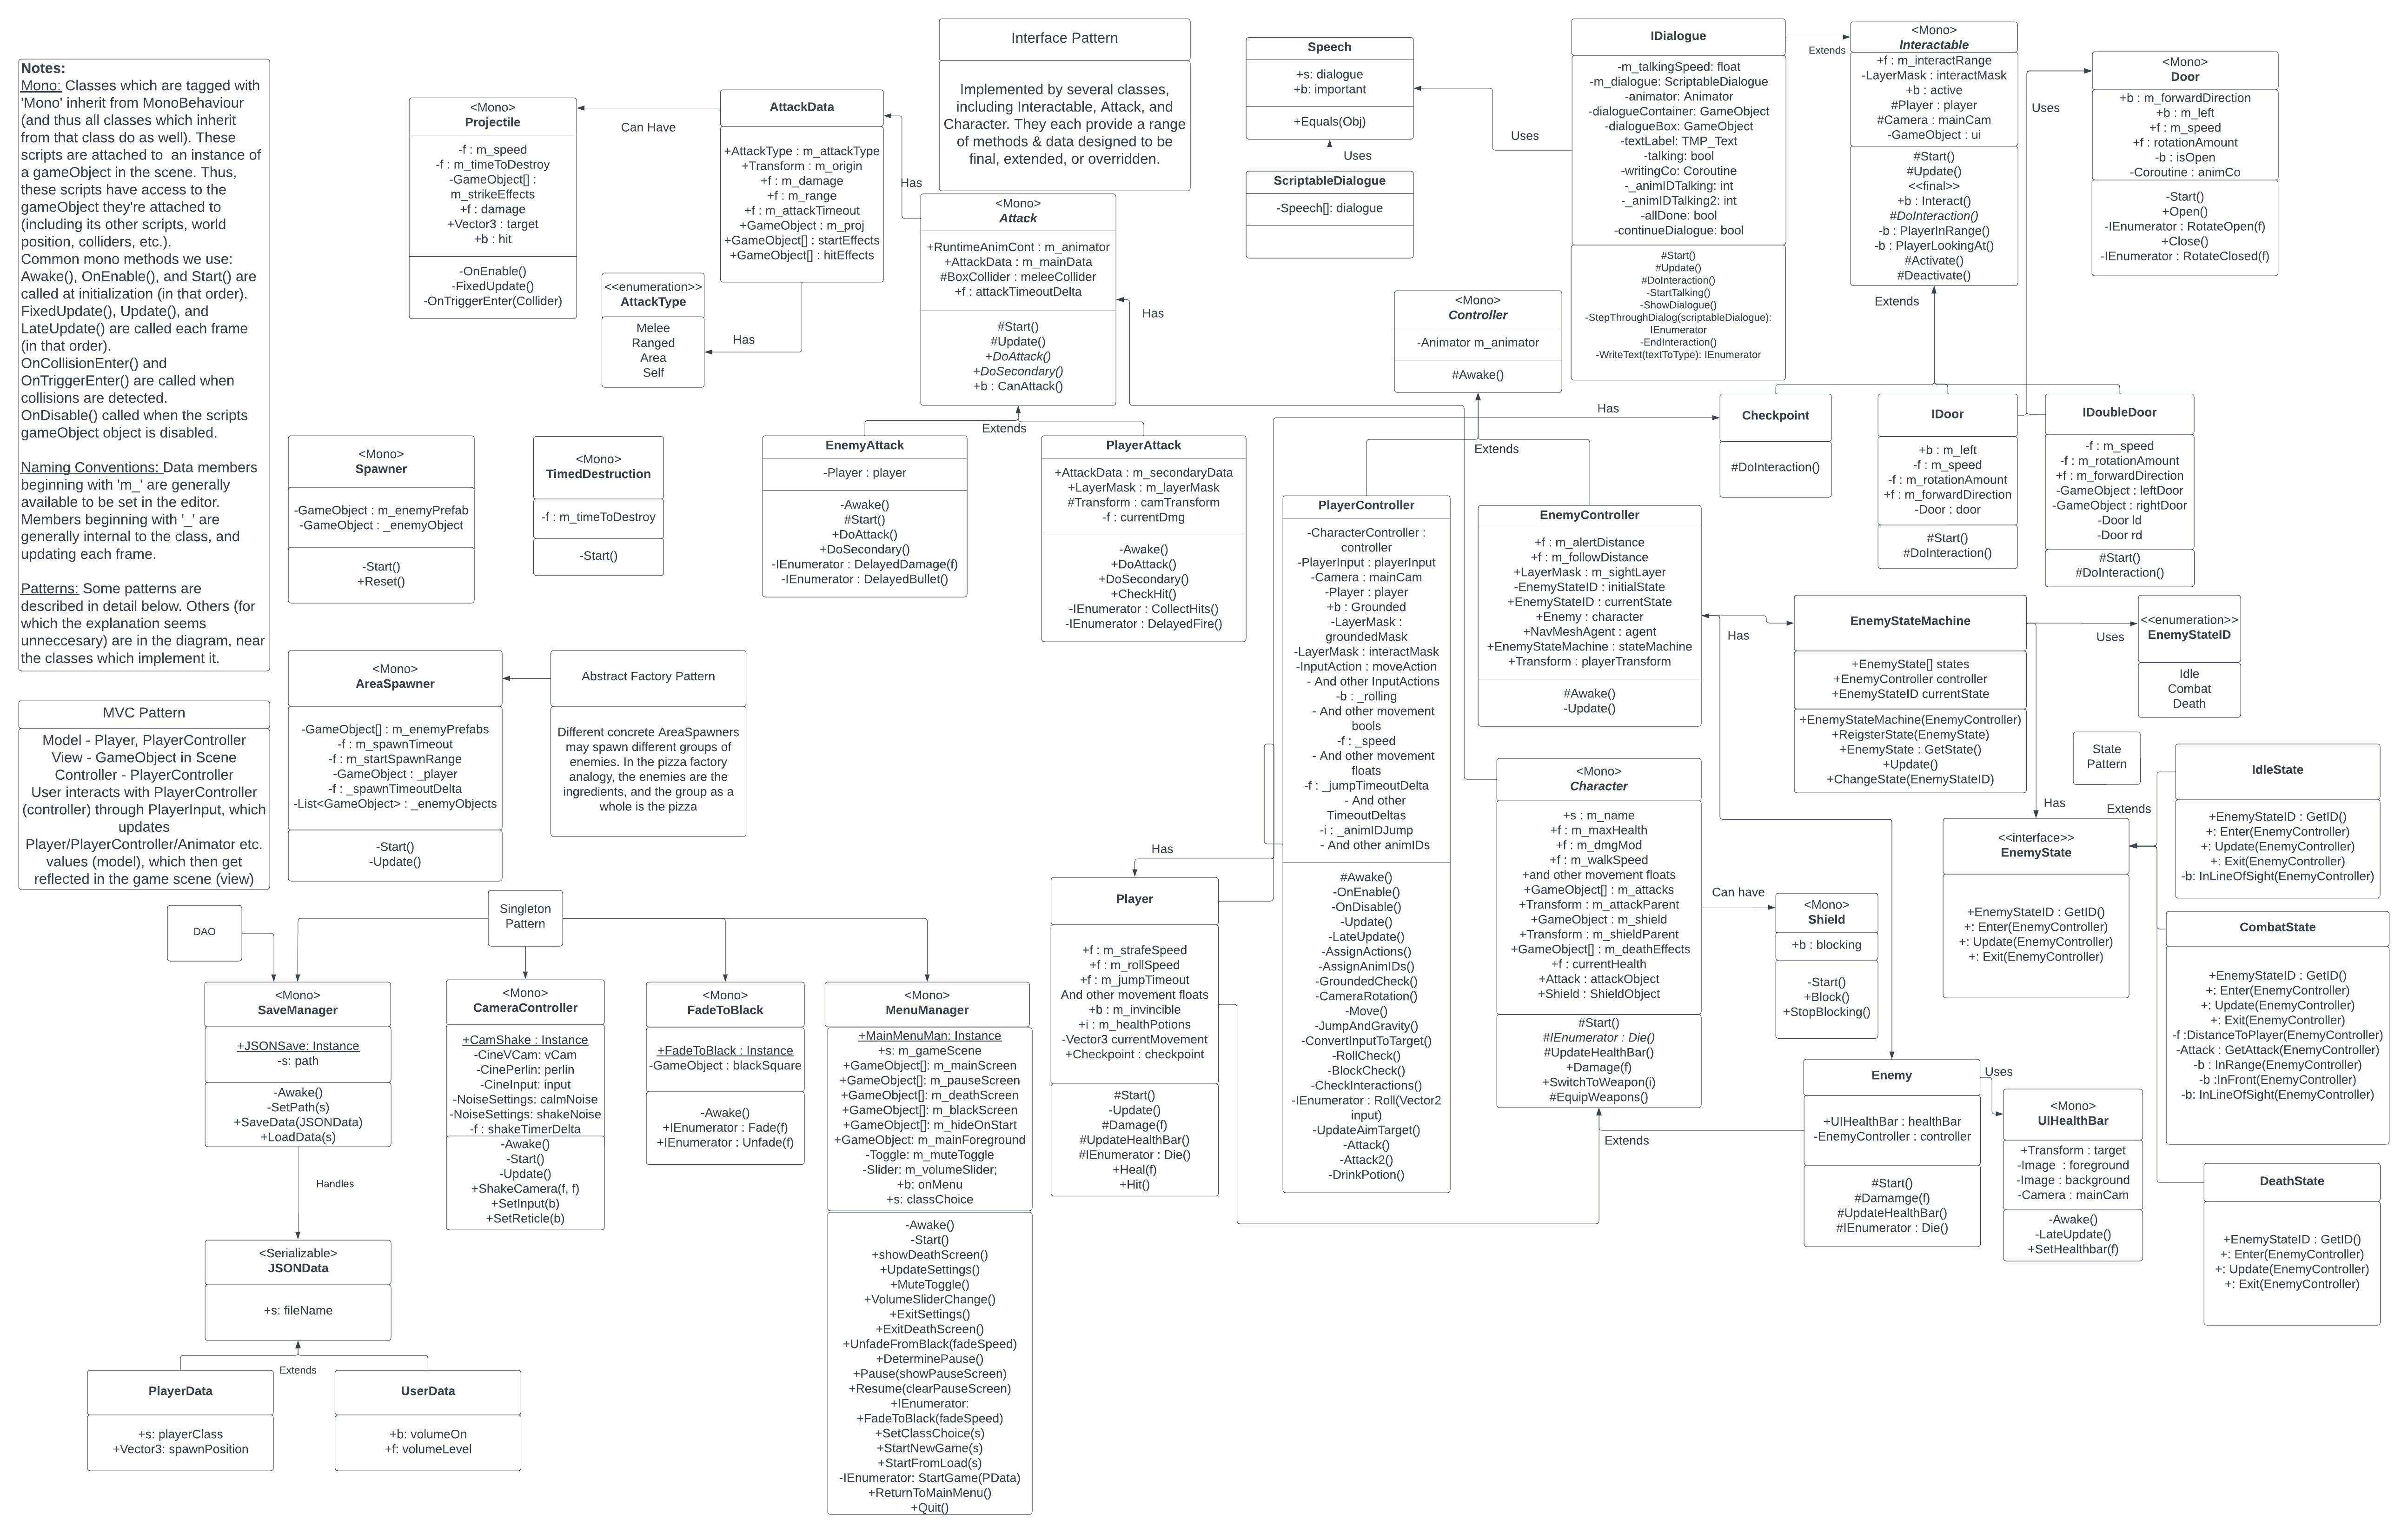 Notes:
Mono: Classes which are tagged with
'Mono' inherit from MonoBehaviour
(and thus all classes which inherit
from that class do as well). These
scripts are attached to  an instance of
a gameObject in the scene. Thus,
these scripts have access to the
gameObject they're attached to
(including its other scripts, world
position, colliders, etc.).
Common mono methods we use:
Awake(), OnEnable(), and Start() are
called at initialization (in that order).
FixedUpdate(), Update(), and
LateUpdate() are called each frame
(in that order).
OnCollisionEnter() and
OnTriggerEnter() are called when
collisions are detected.
OnDisable() called when the scripts
gameObject object is disabled.
Naming Conventions: Data members
beginning with 'm_' are generally
available to be set in the editor.
Members beginning with '_' are
generally internal to the class, and
updating each frame.
Patterns: Some patterns are
described in detail below. Others (for
which the explanation seems
unneccesary) are in the diagram, near
the classes which implement it.
MVC Pattern
Model - Player, PlayerController
View - GameObject in Scene
Controller - PlayerController
User interacts with PlayerController
(controller) through PlayerInput, which
updates
Player/PlayerController/Animator etc.
values (model), which then get
reflected in the game scene (view)
<Mono>
Projectile
-f : m_speed
-f : m_timeToDestroy
-GameObject[] :
m_strikeEffects
+f : damage
+Vector3 : target
+b : hit
-OnEnable()
-FixedUpdate()
-OnTriggerEnter(Collider)
Can Have
AttackData
+AttackType : m_attackType
+Transform : m_origin
+f : m_damage
+f : m_range
+f : m_attackTimeout
+GameObject : m_proj
+GameObject[] : startEffects
+GameObject[] : hitEffects
Has
<<enumeration>>
AttackType
Melee
Ranged
Area
Self
Has
Interface Pattern
Implemented by several classes,
including Interactable, Attack, and
Character. They each provide a range
of methods & data designed to be
final, extended, or overridden.
<Mono>
Attack
+RuntimeAnimCont : m_animator
+AttackData : m_mainData
#BoxCollider : meleeCollider
+f : attackTimeoutDelta
#Start()
#Update()
+DoAttack()
+DoSecondary()
+b : CanAttack()
Has
Extends
Speech
+s: dialogue
+b: important
+Equals(Obj)
Uses
Uses
ScriptableDialogue
-Speech[]: dialogue
IDialogue
-m_talkingSpeed: float
-m_dialogue: ScriptableDialogue
-animator: Animator
-dialogueContainer: GameObject
-dialogueBox: GameObject
-textLabel: TMP_Text
-talking: bool
-writingCo: Coroutine
-_animIDTalking: int
-_animIDTalking2: int
-allDone: bool
-continueDialogue: bool
#Start()
#Update()
#DoInteraction()
-StartTalking()
-ShowDialogue()
-StepThroughDialog(scriptableDialogue):
IEnumerator
-EndInteraction()
-WriteText(textToType): IEnumerator
Extends
<Mono>
Interactable
+f : m_interactRange
-LayerMask : interactMask
+b : active
#Player : player
#Camera : mainCam
-GameObject : ui
#Start()
#Update()
<<final>>
+b : Interact()
#DoInteraction()
-b : PlayerInRange()
-b : PlayerLookingAt()
#Activate()
#Deactivate()
Extends
Uses
<Mono>
Door
+b : m_forwardDirection
+b : m_left
+f : m_speed
+f : rotationAmount
-b : isOpen
-Coroutine : animCo
-Start()
+Open()
-IEnumerator : RotateOpen(f)
+Close()
-IEnumerator : RotateClosed(f)
<Mono>
Controller
-Animator m_animator
#Awake()
Extends
Has
Checkpoint
#DoInteraction()
IDoor
+b : m_left
-f : m_speed
-f : m_rotationAmount
+f : m_forwardDirection
-Door : door
#Start()
#DoInteraction()
IDoubleDoor
-f : m_speed
-f : m_rotationAmount
+f : m_forwardDirection
-GameObject : leftDoor
-GameObject : rightDoor
-Door ld
-Door rd
#Start()
#DoInteraction()
<Mono>
Spawner
-GameObject : m_enemyPrefab
-GameObject : _enemyObject
-Start()
+Reset()
<Mono>
TimedDestruction
-f : m_timeToDestroy
-Start()
EnemyAttack
-Player : player
-Awake()
#Start()
+DoAttack()
+DoSecondary()
-IEnumerator : DelayedDamage(f)
-IEnumerator : DelayedBullet()
PlayerAttack
+AttackData : m_secondaryData
+LayerMask : m_layerMask
#Transform : camTransform
-f : currentDmg
-Awake()
+DoAttack()
+DoSecondary()
+CheckHit()
-IEnumerator : CollectHits()
-IEnumerator : DelayedFire()
PlayerController
-CharacterController :
controller
-PlayerInput : playerInput
-Camera : mainCam
-Player : player
+b : Grounded
-LayerMask :
groundedMask
-LayerMask : interactMask
-InputAction : moveAction
- And other InputActions
-b : _rolling
- And other movement
bools
-f : _speed
- And other movement
floats
-f : _jumpTimeoutDelta
- And other
TimeoutDeltas
-i : _animIDJump
- And other animIDs
#Awake()
-OnEnable()
-OnDisable()
-Update()
-LateUpdate()
-AssignActions()
-AssignAnimIDs()
-GroundedCheck()
-CameraRotation()
-Move()
-JumpAndGravity()
-ConvertInputToTarget()
-RollCheck()
-BlockCheck()
-CheckInteractions()
-IEnumerator : Roll(Vector2
input)
-UpdateAimTarget()
-Attack()
-Attack2()
-DrinkPotion()
EnemyController
+f : m_alertDistance
+f : m_followDistance
+LayerMask : m_sightLayer
-EnemyStateID : initialState
+EnemyStateID : currentState
+Enemy : character
+NavMeshAgent : agent
+EnemyStateMachine : stateMachine
+Transform : playerTransform
#Awake()
-Update()
Has
EnemyStateMachine
+EnemyState[] states
+EnemyController controller
+EnemyStateID currentState
+EnemyStateMachine(EnemyController)
+ReigsterState(EnemyState)
+EnemyState : GetState()
+Update()
+ChangeState(EnemyStateID)
Uses
<<enumeration>>
EnemyStateID
Idle
Combat
Death
State
Pattern
Has
Extends
<<interface>>
EnemyState
+EnemyStateID : GetID()
+: Enter(EnemyController)
+: Update(EnemyController)
+: Exit(EnemyController)
IdleState
+EnemyStateID : GetID()
+: Enter(EnemyController)
+: Update(EnemyController)
+: Exit(EnemyController)
-b: InLineOfSight(EnemyController)
CombatState
+EnemyStateID : GetID()
+: Enter(EnemyController)
+: Update(EnemyController)
+: Exit(EnemyController)
-f :DistanceToPlayer(EnemyController)
-Attack : GetAttack(EnemyController)
-b : InRange(EnemyController)
-b :InFront(EnemyController)
-b: InLineOfSight(EnemyController)
DeathState
+EnemyStateID : GetID()
+: Enter(EnemyController)
+: Update(EnemyController)
+: Exit(EnemyController)
<Mono>
AreaSpawner
-GameObject[] : m_enemyPrefabs
-f : m_spawnTimeout
-f : m_startSpawnRange
-GameObject : _player
-f : _spawnTimeoutDelta
-List<GameObject> : _enemyObjects
-Start()
-Update()
Abstract Factory Pattern
Different concrete AreaSpawners
may spawn different groups of
enemies. In the pizza factory
analogy, the enemies are the
ingredients, and the group as a
whole is the pizza
<Mono>
Character
+s : m_name
+f : m_maxHealth
+f : m_dmgMod
+f : m_walkSpeed
+and other movement floats
+GameObject[] : m_attacks
+Transform : m_attackParent
+GameObject : m_shield
+Transform : m_shieldParent
+GameObject[] : m_deathEffects
+f : currentHealth
+Attack : attackObject
+Shield : ShieldObject
#Start()
#IEnumerator : Die()
#UpdateHealthBar()
+Damage(f)
+SwitchToWeapon(i)
#EquipWeapons()
Can have
<Mono>
Shield
+b : blocking
-Start()
+Block()
+StopBlocking()
Extends
Has
Player
+f : m_strafeSpeed
+f : m_rollSpeed
+f : m_jumpTimeout
And other movement floats
+b : m_invincible
+i : m_healthPotions
-Vector3 currentMovement
+Checkpoint : checkpoint
#Start()
-Update()
#Damage(f)
#UpdateHealthBar()
#IEnumerator : Die()
+Heal(f)
+Hit()
Enemy
+UIHealthBar : healthBar
-EnemyController : controller
#Start()
#Damamge(f)
#UpdateHealthBar()
#IEnumerator : Die()
Uses
<Mono>
UIHealthBar
+Transform : target
-Image  : foreground
-Image : background
-Camera : mainCam
-Awake()
-LateUpdate()
+SetHealthbar(f)
DAO
Singleton
Pattern
<Mono>
SaveManager
+JSONSave: Instance
-s: path
-Awake()
-SetPath(s)
+SaveData(JSONData)
+LoadData(s)
Handles
<Serializable>
JSONData
+s: fileName
Extends
PlayerData
+s: playerClass
+Vector3: spawnPosition
UserData
+b: volumeOn
+f: volumeLevel
<Mono>
CameraController
+CamShake : Instance
-CineVCam: vCam
-CinePerlin: perlin
-CineInput: input
-NoiseSettings: calmNoise
-NoiseSettings: shakeNoise
-f : shakeTimerDelta
-Awake()
-Start()
-Update()
+ShakeCamera(f, f)
+SetInput(b)
+SetReticle(b)
<Mono>
FadeToBlack
+FadeToBlack : Instance
-GameObject : blackSquare
-Awake()
+IEnumerator : Fade(f)
+IEnumerator : Unfade(f)
<Mono>
MenuManager
+MainMenuMan: Instance
+s: m_gameScene
+GameObject[]: m_mainScreen
+GameObject[]: m_pauseScreen
+GameObject[]: m_deathScreen
+GameObject[]: m_blackScreen
+GameObject[]: m_hideOnStart
+GameObject: m_mainForeground
-Toggle: m_muteToggle
-Slider: m_volumeSlider;
+b: onMenu
+s: classChoice
-Awake()
-Start()
+showDeathScreen()
+UpdateSettings()
+MuteToggle()
+VolumeSliderChange()
+ExitSettings()
+ExitDeathScreen()
+UnfadeFromBlack(fadeSpeed)
+DeterminePause()
+Pause(showPauseScreen)
+Resume(clearPauseScreen)
+IEnumerator:
+FadeToBlack(fadeSpeed)
+SetClassChoice(s)
+StartNewGame(s)
+StartFromLoad(s)
-IEnumerator: StartGame(PData)
+ReturnToMainMenu()
+Quit()